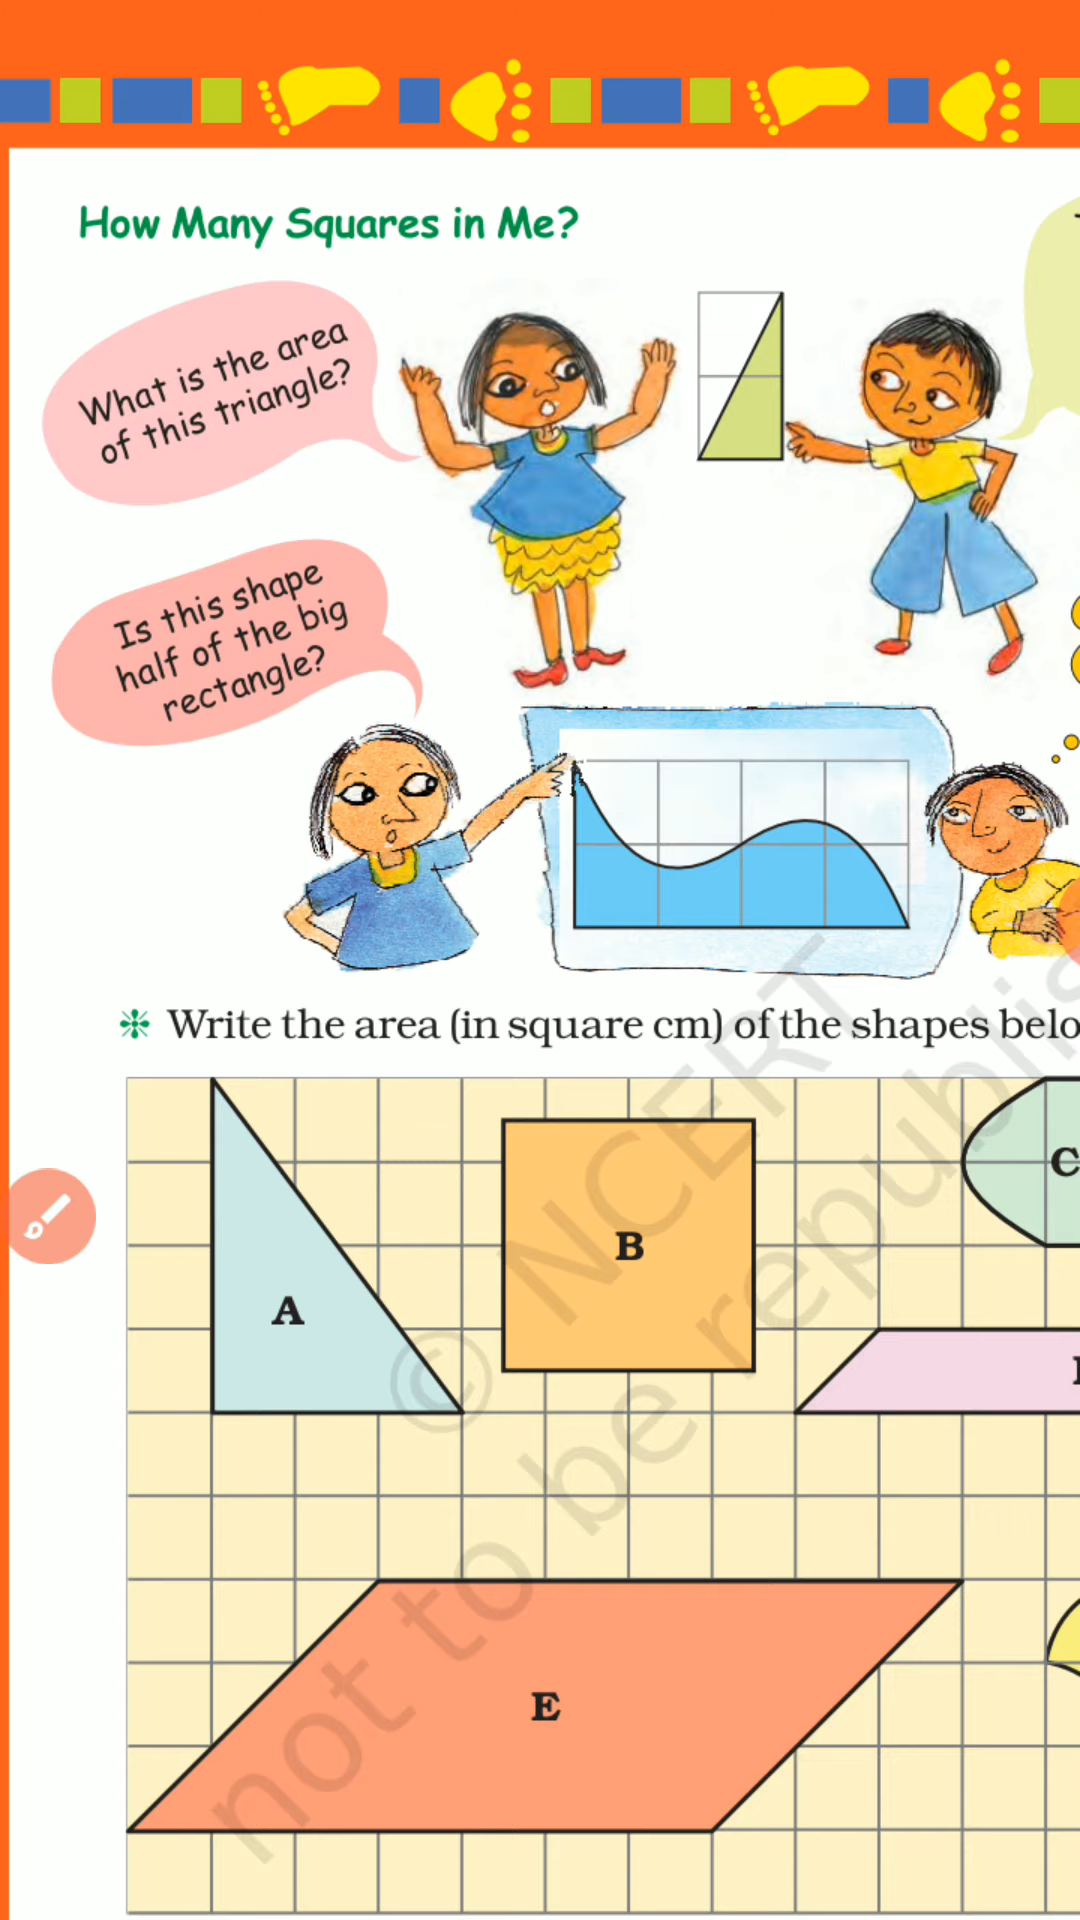 How Many Squares in Me?
What is the area
of this triangle?
Is this shape
half of the big
rectangle?
Write the area (in square cm) of the shapes belo
C
B
A
E
© NCERT
not to be republis